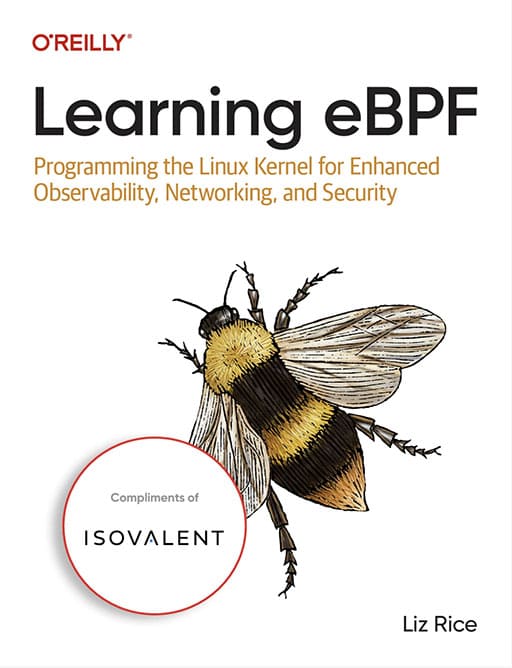 O'REILLY®
Learning eBPF
Programming the Linux Kernel for Enhanced
Observability, Networking, and Security
Compliments of
ISOVALENT
Liz Rice